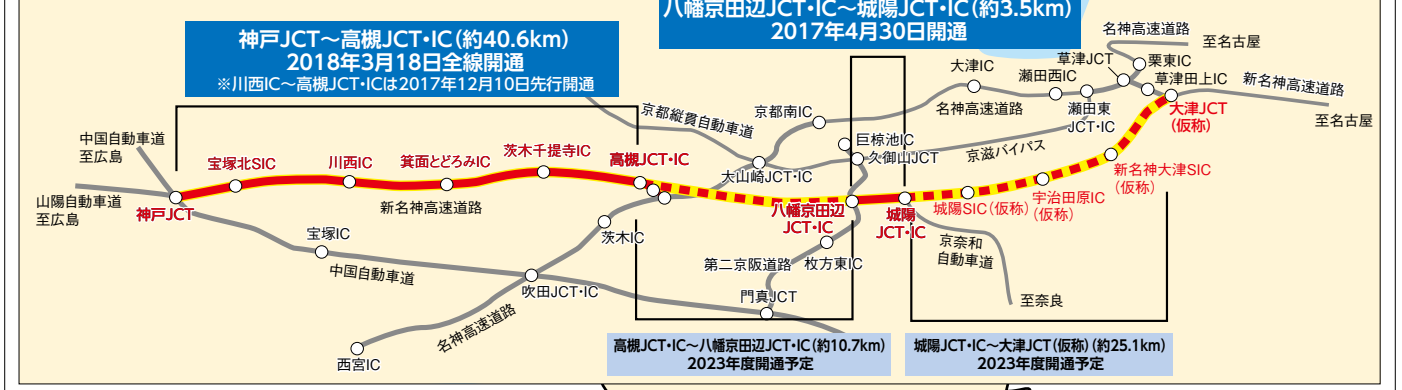 八幡京田辺JCT・IC～城陽JCT・IC（約3.5km）
2017年4月30日開通
神戸JCT～高槻JCT・IC（約40.6km）
2018年3月18日全線開通
※川西IC～高槻JCT・ICは2017年12月10日先行開通
名神高速道路
至名古屋
草津JCT
栗東IC
大津IC
瀬田西IC
草津田上IC
新名神高速道路
至名古屋
名神高速道路
瀬田東
JCT・IC
大津JCT
（仮称）
京都縦貫自動車道
京都南IC
巨椋池IC
久御山JCT
京滋バイパス
大山崎JCT・IC
中国自動車道
至広島
宝塚北SIC
川西IC
箕面とどろみIC
茨木千提寺IC
高槻JCT・IC
新名神大津SIC
（仮称）
山陽自動車道
至広島
神戸JCT
新名神高速道路
八幡京田辺
JCT・IC
城陽
JCT・IC
城陽SIC（仮称）
宇治田原IC
（仮称）
宝塚IC
茨木IC
中国自動車道
第二京阪道路
枚方東IC
京奈和
自動車道
吹田JCT・IC
門真JCT
至奈良
名神高速道路
西宮IC
高槻JCT・IC～八幡京田辺JCT・IC（約10.7km）
2023年度開通予定
城陽JCT・IC～大津JCT（仮称）（約25.1km）
2023年度開通予定